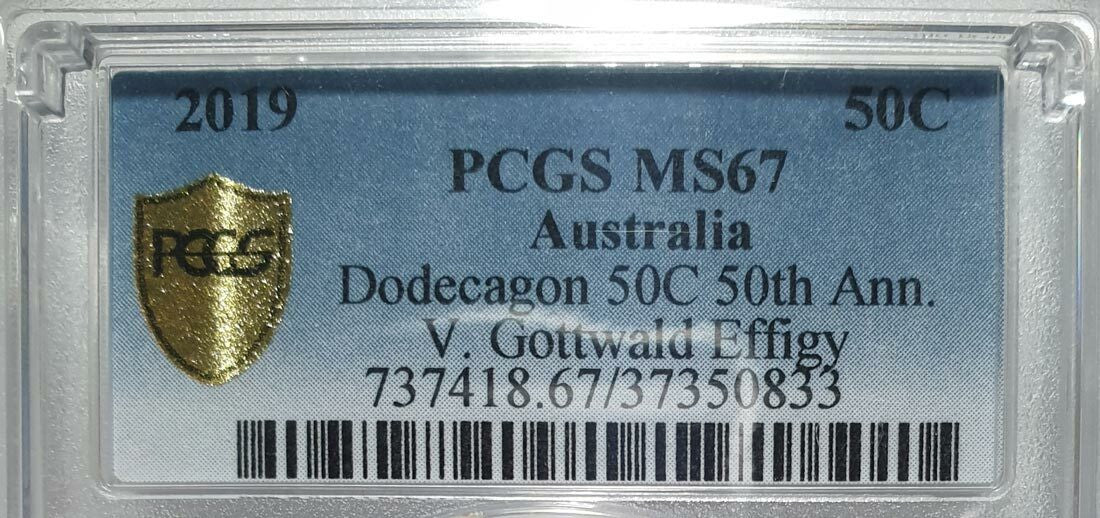 2019 50C
PCGS MS67
PCGS
Australia
Dodecagon 50C 50th Ann.
V. Gottwald Effigy
737418.67/37350833